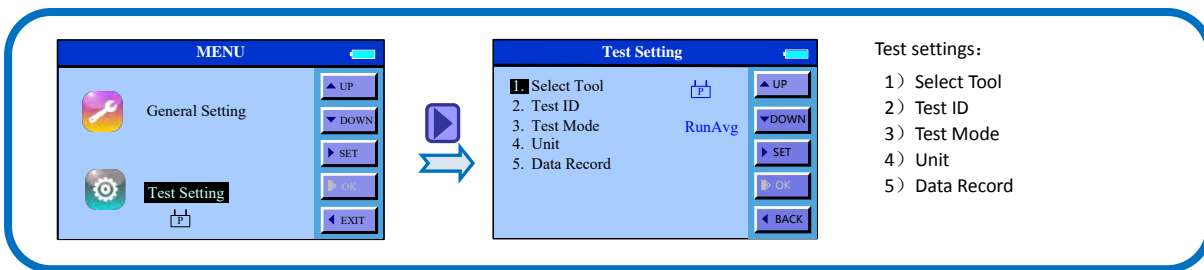 MENU
General Setting
Test Setting
P
▲ UP
▼ DOWN
▶ SET
OK
◀ EXIT
Test Setting
1. Select Tool P
2. Test ID
3. Test Mode RunAvg
4. Unit
5. Data Record
▲ UP
▼DOWN
▶ SET
OK
◀ BACK
Test settings：
1）Select Tool
2）Test ID
3）Test Mode
4）Unit
5）Data Record